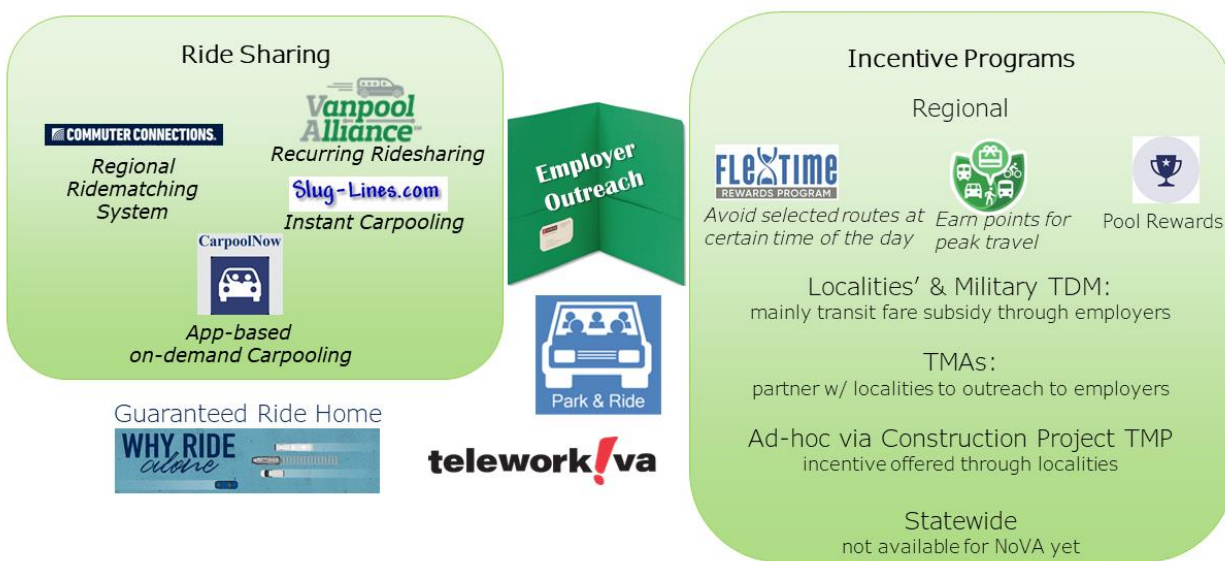 Ride Sharing
COMMUTER CONNECTIONS.
Regional
Ridematching
System
Vanpool
Alliance
Recurring Ridesharing
Slug-Lines.com
Instant Carpooling
CarpoolNow
App-based
on-demand Carpooling
Guaranteed Ride Home
WHY RIDE
alone
Employer
Outreach
Park & Ride
telework!va
Incentive Programs
Regional
FLEXTIME
REWARDS PROGRAM
Avoid selected routes at
certain time of the day
Earn points for
peak travel
Pool Rewards
Localities' & Military TDM:
mainly transit fare subsidy through employers
TMAs:
partner w/ localities to outreach to employers
Ad-hoc via Construction Project TMP
incentive offered through localities
Statewide
not available for NoVA yet